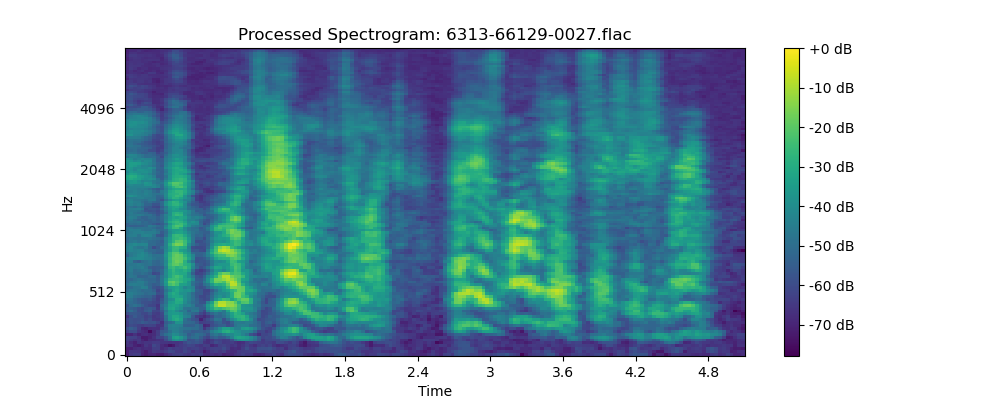 Processed Spectrogram: 6313-66129-0027.flac
Hz
4096
2048
1024
512
0
0 0.6 1.2 1.8 2.4 3 3.6 4.2 4.8
Time
+0 dB
-10 dB
-20 dB
-30 dB
-40 dB
-50 dB
-60 dB
-70 dB